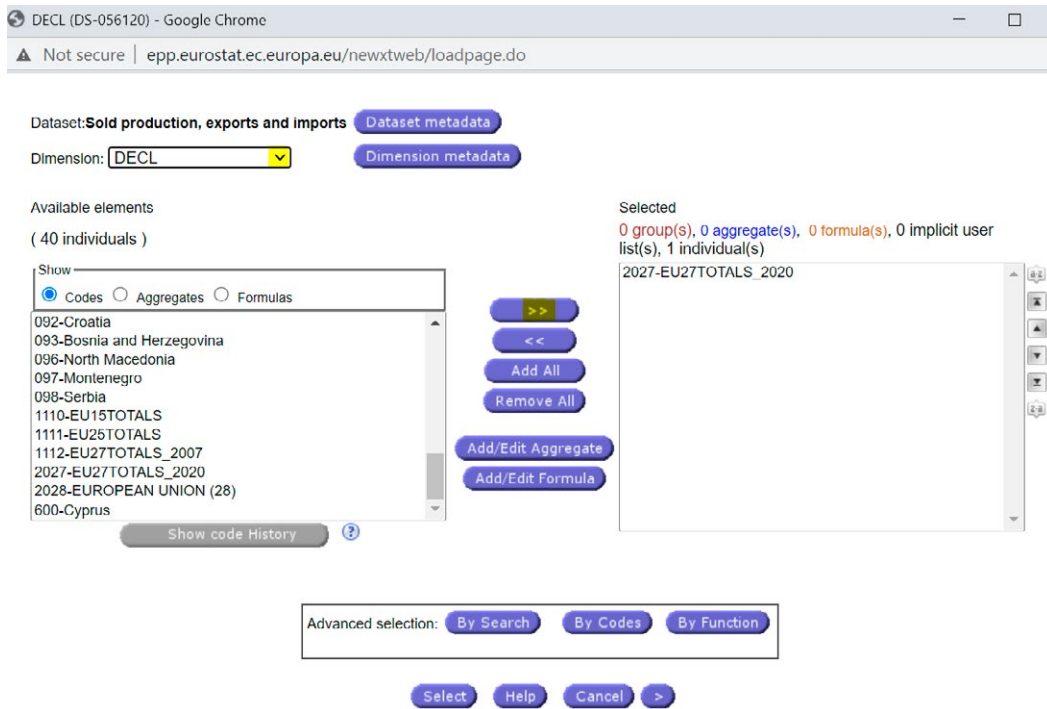 DECL (DS-056120) - Google Chrome
Not secure | epp.eurostat.ec.europa.eu/newxtweb/loadpage.do
Dataset:Sold production, exports and imports Dataset metadata
Dimension: DECL Dimension metadata
Available elements
( 40 individuals )
Show
Codes Aggregates Formulas
092-Croatia
093-Bosnia and Herzegovina
096-North Macedonia
097-Montenegro
098-Serbia
1110-EU15TOTALS
1111-EU25TOTALS
1112-EU27TOTALS_2007
2027-EU27TOTALS_2020
2028-EUROPEAN UNION (28)
600-Cyprus
Show code History ?
>>
<<
Add All
Remove All
Add/Edit Aggregate
Add/Edit Formula
Selected
0 group(s), 0 aggregate(s), 0 formula(s), 0 implicit user
list(s), 1 individual(s)
2027-EU27TOTALS_2020
a-z
z-a
Advanced selection: By Search By Codes By Function
Select Help Cancel >